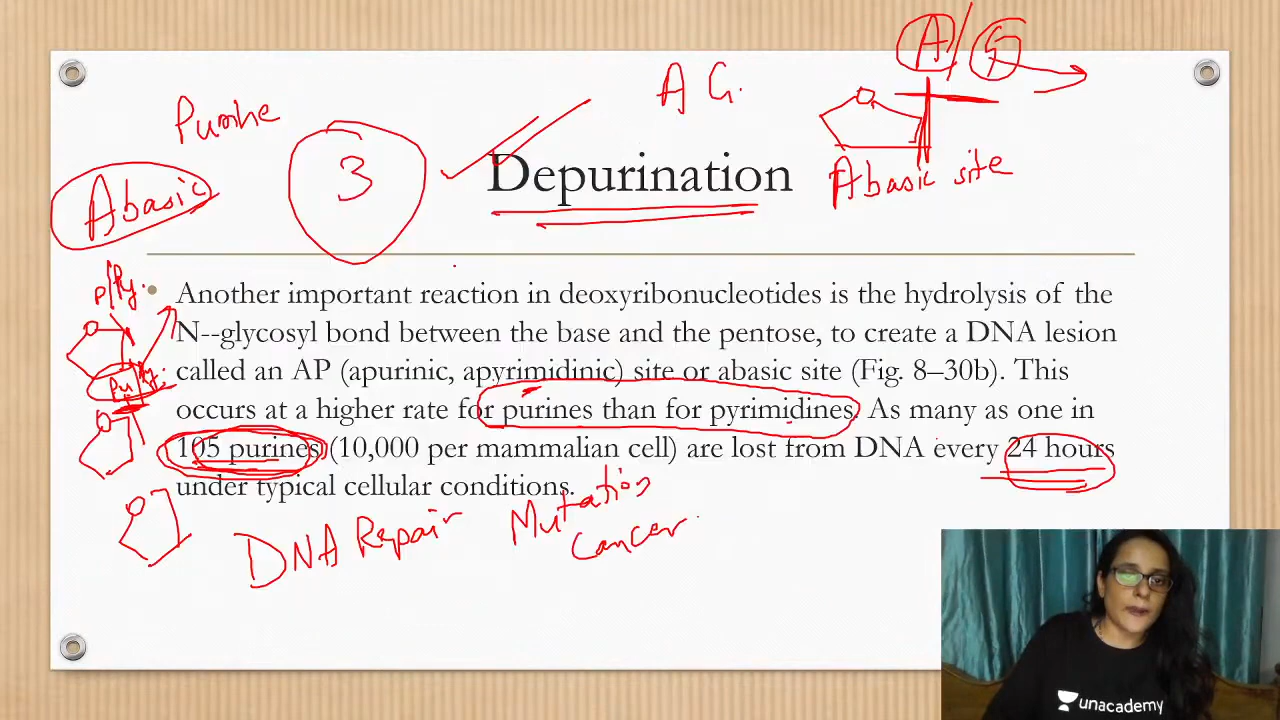 A/G
A G.
Purine
3
Depurination
Abasic site
Abasic
P/Py.
• Another important reaction in deoxyribonucleotides is the hydrolysis of the
N--glycosyl bond between the base and the pentose, to create a DNA lesion
called an AP (apurinic, apyrimidinic) site or abasic site (Fig. 8–30b). This
Pu/Py.
occurs at a higher rate for purines than for pyrimidines. As many as one in
105 purines (10,000 per mammalian cell) are lost from DNA every 24 hours
under typical cellular conditions.
DNA Repair
Mutations
Cancer
unacademy